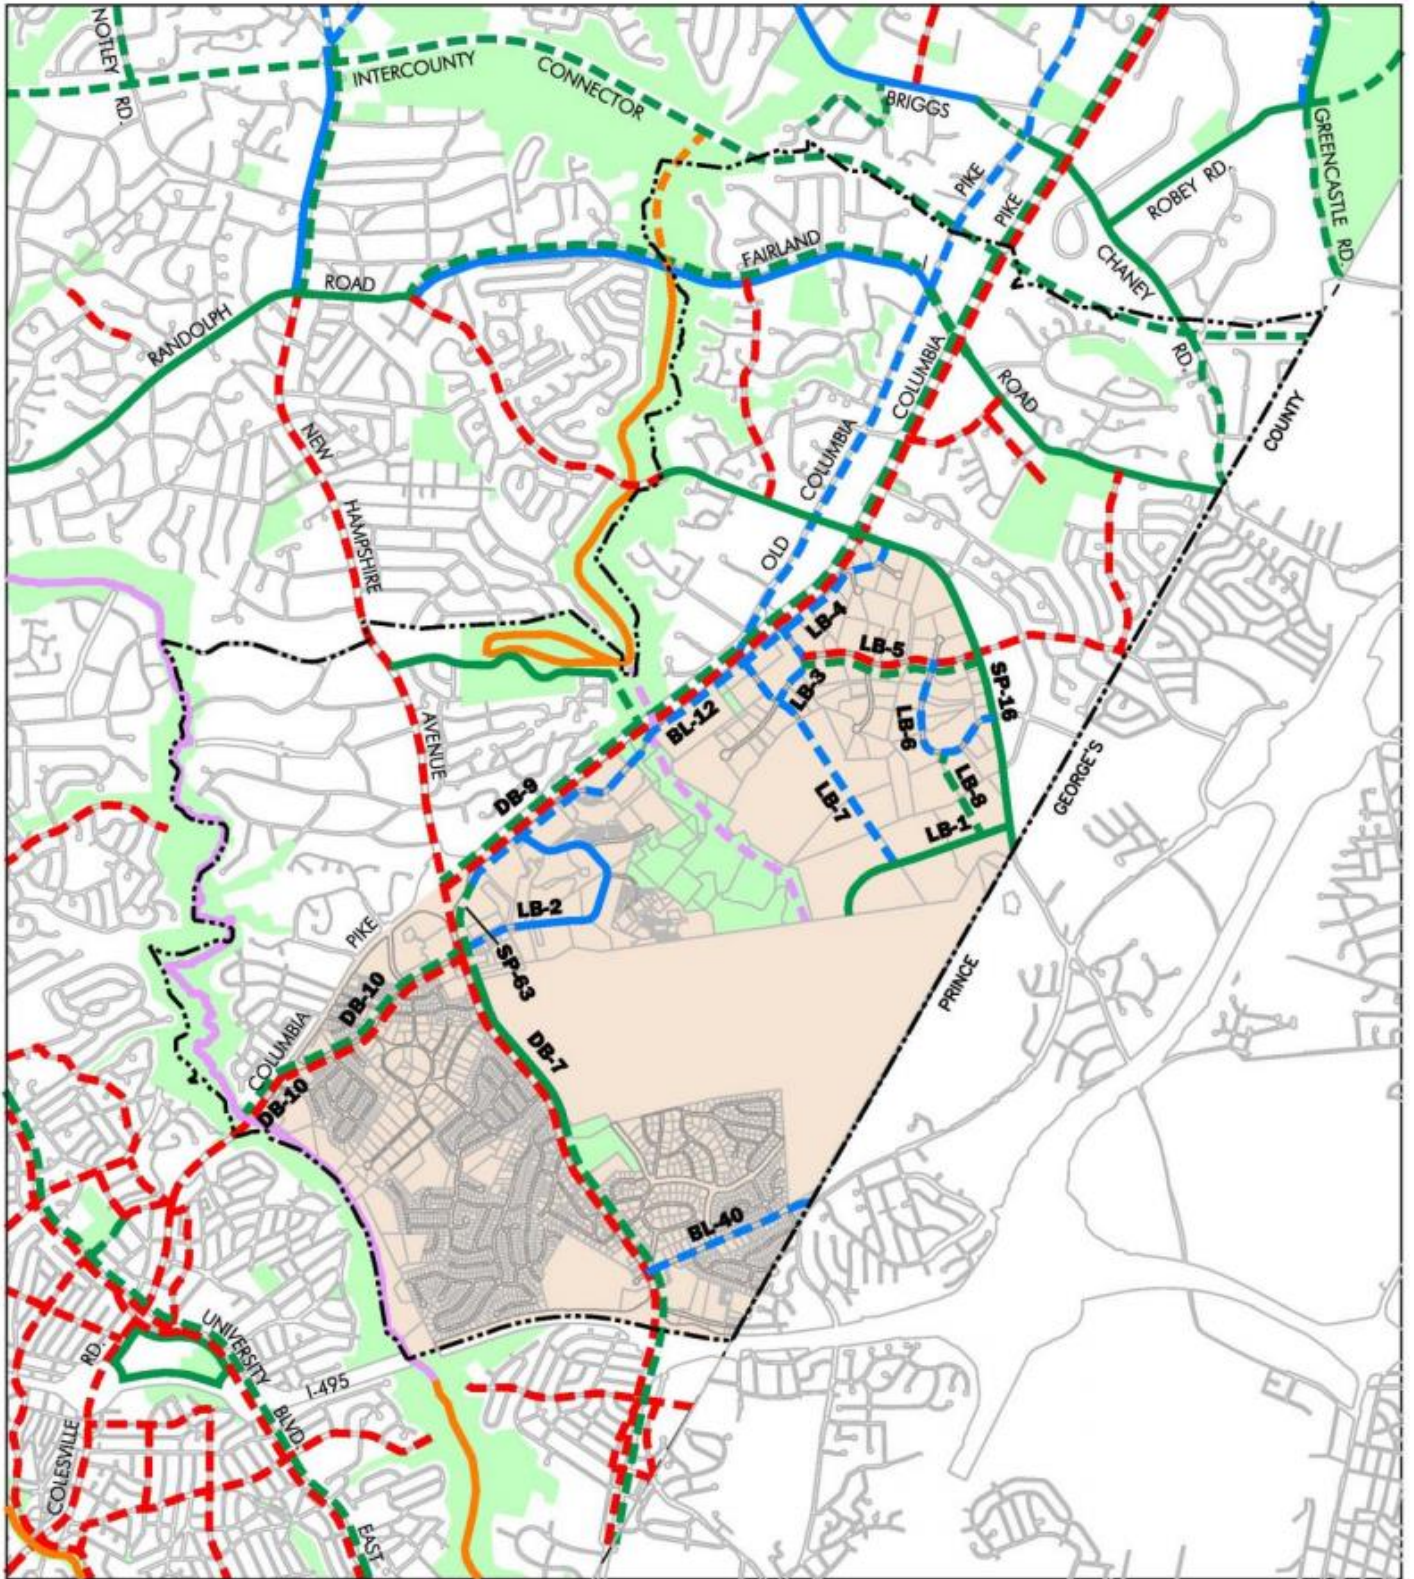 NOTLEY
RD.
INTERCOUNTY
CONNECTOR
BRIGGS
CHANEY
RD.
ROBEY RD.
GREENCASTLE RD.
PIKE
PIKE
FAIRLAND
ROAD
RANDOLPH
ROAD
COLUMBIA
COLUMBIA
OLD
COUNTY
GEORGE'S
PRINCE
NEW
HAMPSHIRE
AVENUE
LB-4
LB-5
LB-3
SP-16
LB-6
BL-12
LB-7
LB-8
LB-1
DB-9
LB-2
SP-63
PIKE
COLUMBIA
DB-10
DB-10
DB-7
BL-40
UNIVERSITY
BLVD.
EAST
I-495
RD.
COLESVILLE